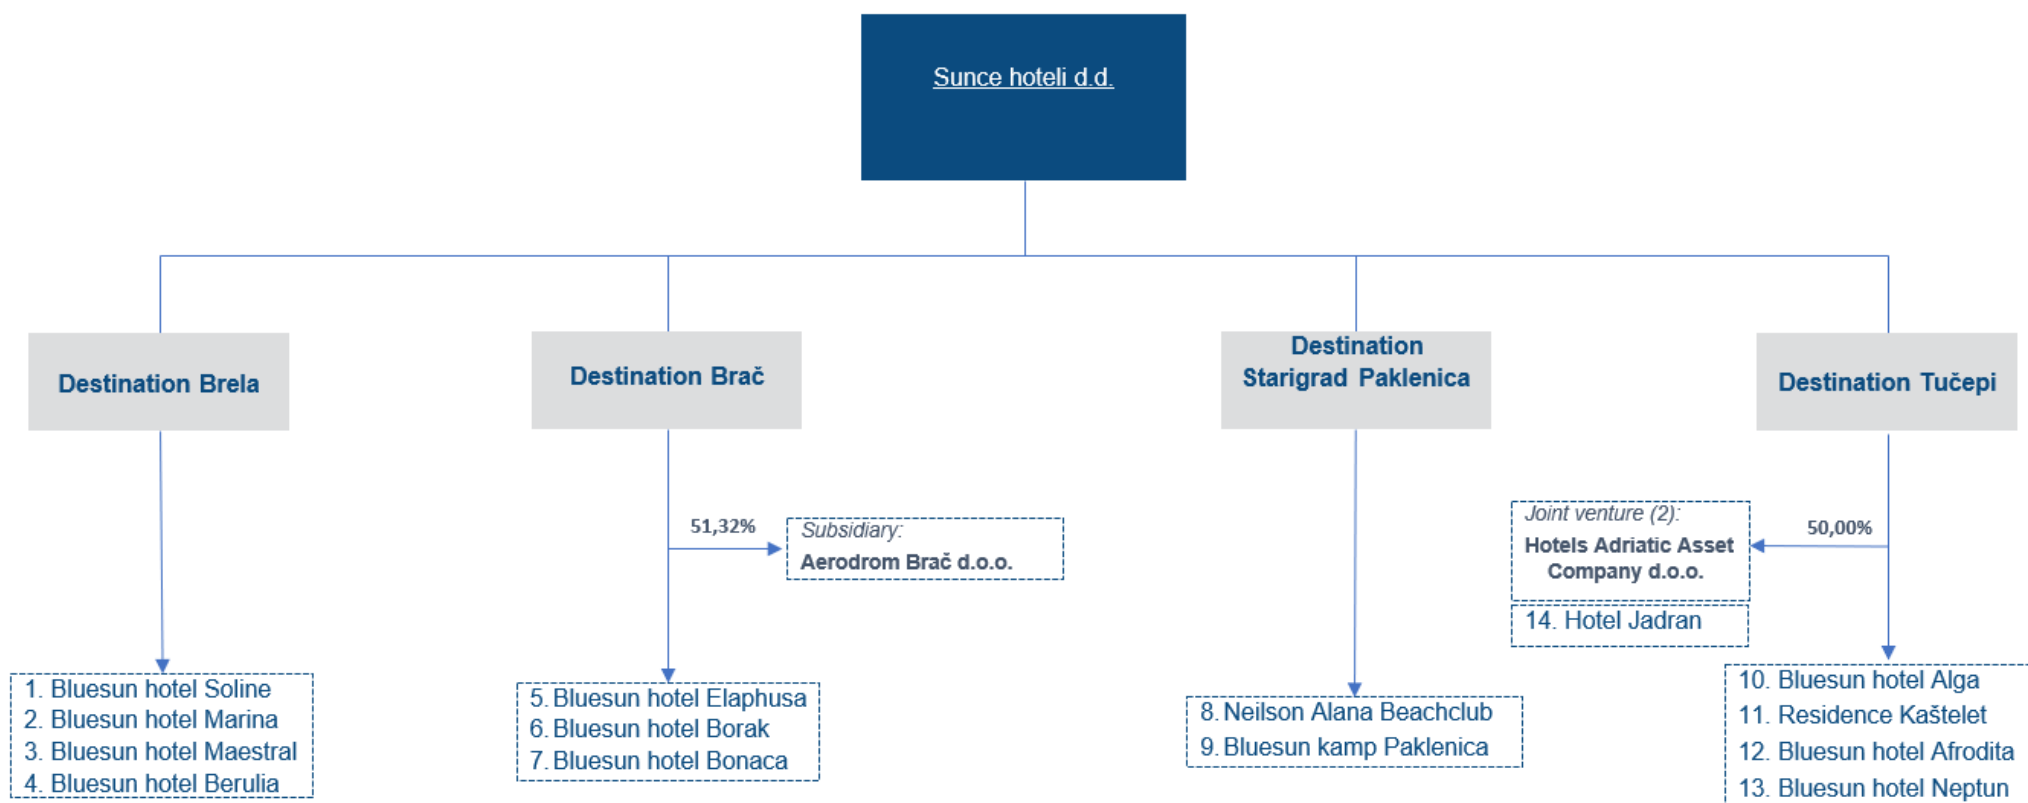 Sunce hoteli d.d.
Destination Brela
Destination Brač
Destination
Starigrad Paklenica
Destination Tučepi
51,32%
Subsidiary:
Aerodrom Brač d.o.o.
Joint venture (2):
Hotels Adriatic Asset
Company d.o.o.
50,00%
14. Hotel Jadran
1. Bluesun hotel Soline
2. Bluesun hotel Marina
3. Bluesun hotel Maestral
4. Bluesun hotel Berulia
5. Bluesun hotel Elaphusa
6. Bluesun hotel Borak
7. Bluesun hotel Bonaca
8. Neilson Alana Beachclub
9. Bluesun kamp Paklenica
10. Bluesun hotel Alga
11. Residence Kaštelet
12. Bluesun hotel Afrodita
13. Bluesun hotel Neptun